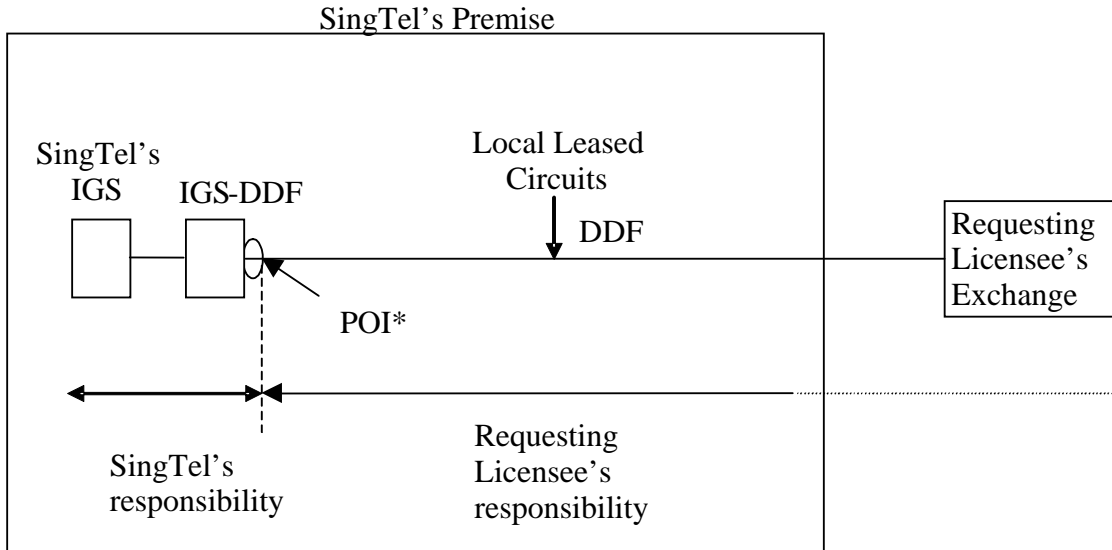 SingTel's Premise
SingTel's
IGS
IGS-DDF
Local Leased
Circuits
DDF
POI*
Requesting
Licensee's
Exchange
SingTel's
responsibility
Requesting
Licensee's
responsibility